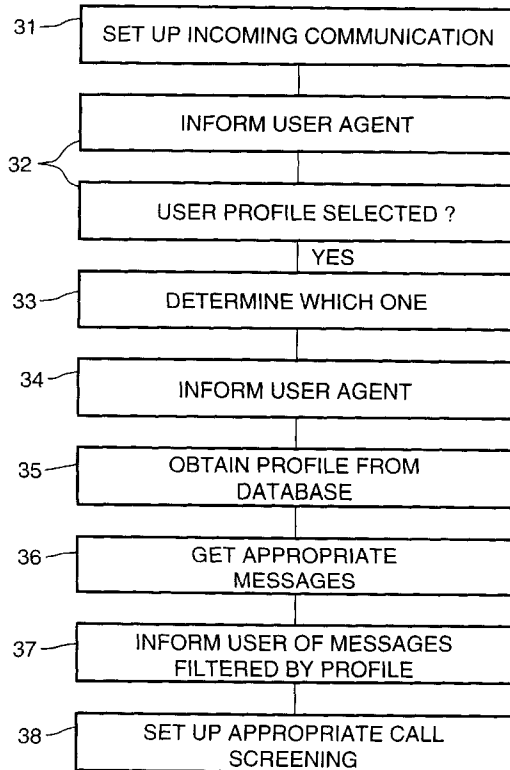 31
SET UP INCOMING COMMUNICATION
INFORM USER AGENT
32
USER PROFILE SELECTED ?
YES
33
DETERMINE WHICH ONE
34
INFORM USER AGENT
35
OBTAIN PROFILE FROM
DATABASE
36
GET APPROPRIATE
MESSAGES
37
INFORM USER OF MESSAGES
FILTERED BY PROFILE
38
SET UP APPROPRIATE CALL
SCREENING